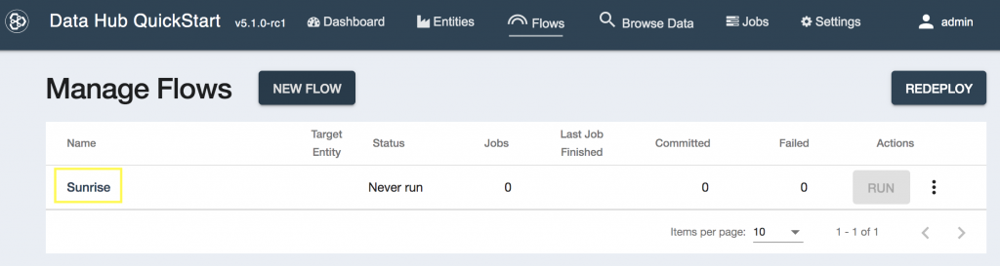 Data Hub QuickStart v5.1.0-rc1 Dashboard Entities Flows Browse Data Jobs Settings admin
Manage Flows NEW FLOW REDEPLOY
Name Target Entity Status Jobs Last Job Finished Committed Failed Actions
Sunrise Never run 0 0 0 RUN
Items per page: 10 1 - 1 of 1